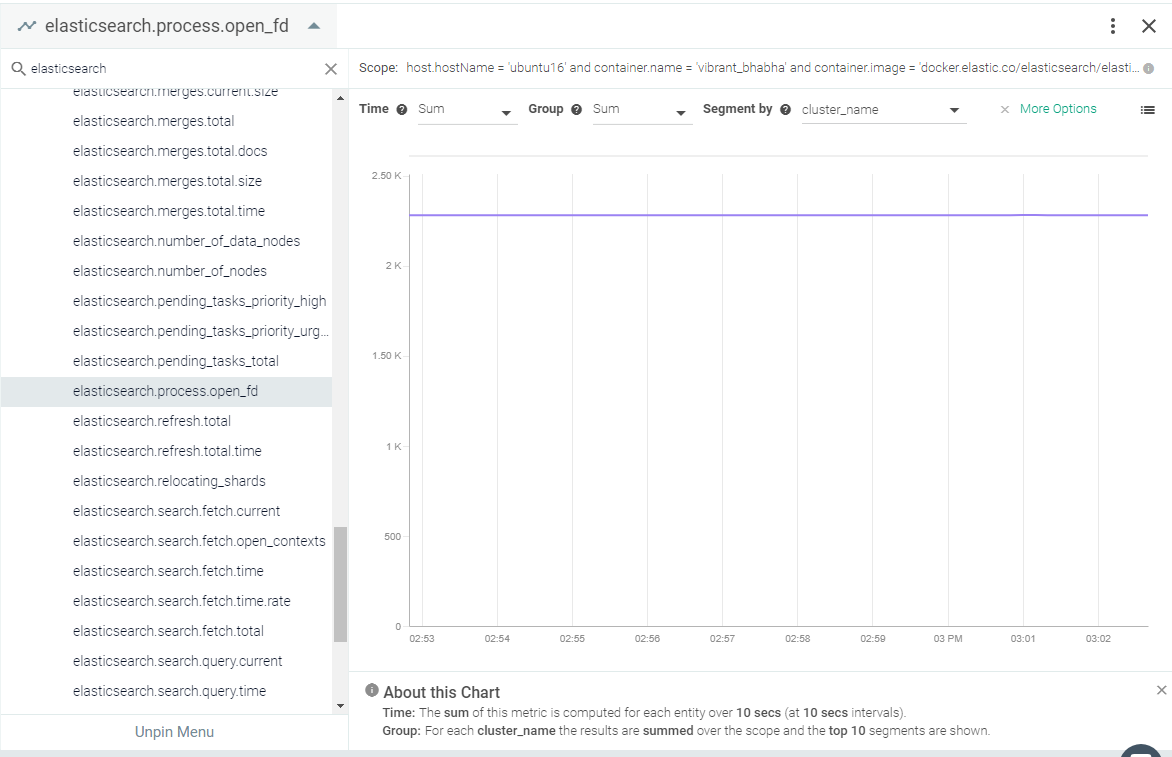 elasticsearch.process.open_fd
elasticsearch
elasticsearch.merges.current.size
elasticsearch.merges.total
elasticsearch.merges.total.docs
elasticsearch.merges.total.size
elasticsearch.merges.total.time
elasticsearch.number_of_data_nodes
elasticsearch.number_of_nodes
elasticsearch.pending_tasks_priority_high
elasticsearch.pending_tasks_priority_urg...
elasticsearch.pending_tasks_total
elasticsearch.process.open_fd
elasticsearch.refresh.total
elasticsearch.refresh.total.time
elasticsearch.relocating_shards
elasticsearch.search.fetch.current
elasticsearch.search.fetch.open_contexts
elasticsearch.search.fetch.time
elasticsearch.search.fetch.time.rate
elasticsearch.search.fetch.total
elasticsearch.search.query.current
elasticsearch.search.query.time
Unpin Menu
Scope: host.hostName = 'ubuntu16' and container.name = 'vibrant_bhabha' and container.image = 'docker.elastic.co/elasticsearch/elasti...
Time Sum Group Sum Segment by cluster_name More Options
2.50 K
2 K
1.50 K
1 K
500
0
02:53 02:54 02:55 02:56 02:57 02:58 02:59 03 PM 03:01 03:02
About this Chart
Time: The sum of this metric is computed for each entity over 10 secs (at 10 secs intervals).
Group: For each cluster_name the results are summed over the scope and the top 10 segments are shown.